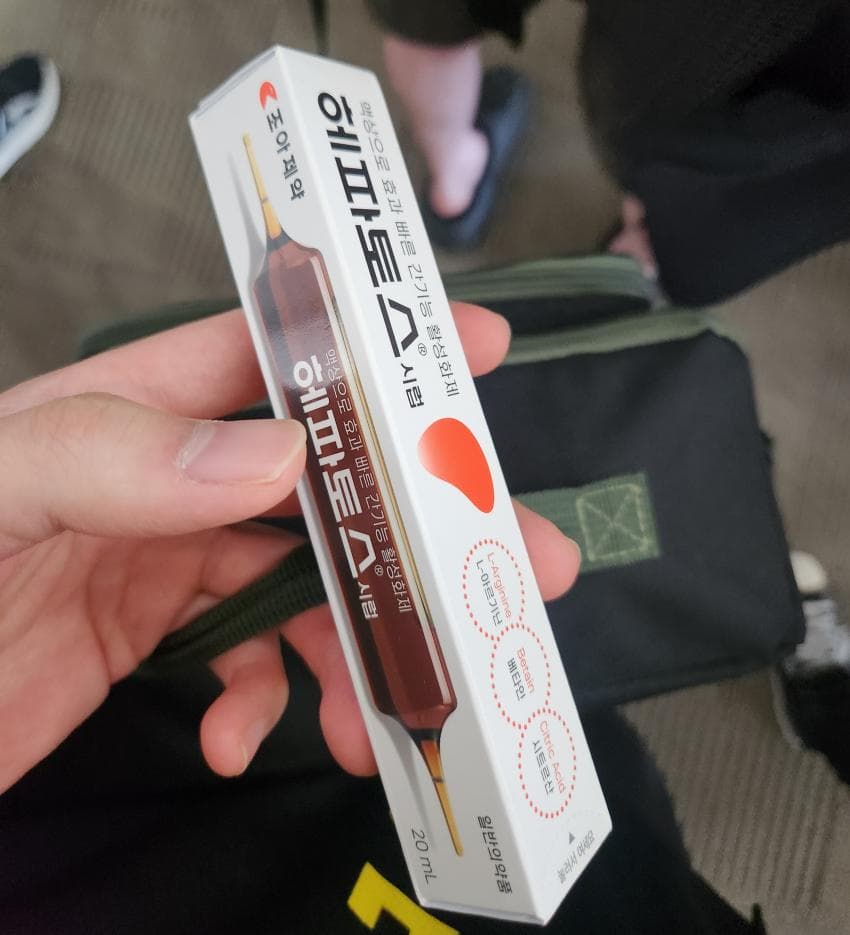 조아제약
액상으로 효과 빠른 간기능 활성화제
헤파토스® 시럽
액상으로 효과 빠른 간기능 활성화제
헤파토스® 시럽
L-Arginine
L-아르기닌
Betain
베타인
Citric Acid
시트르산
일반의약품
20 mL